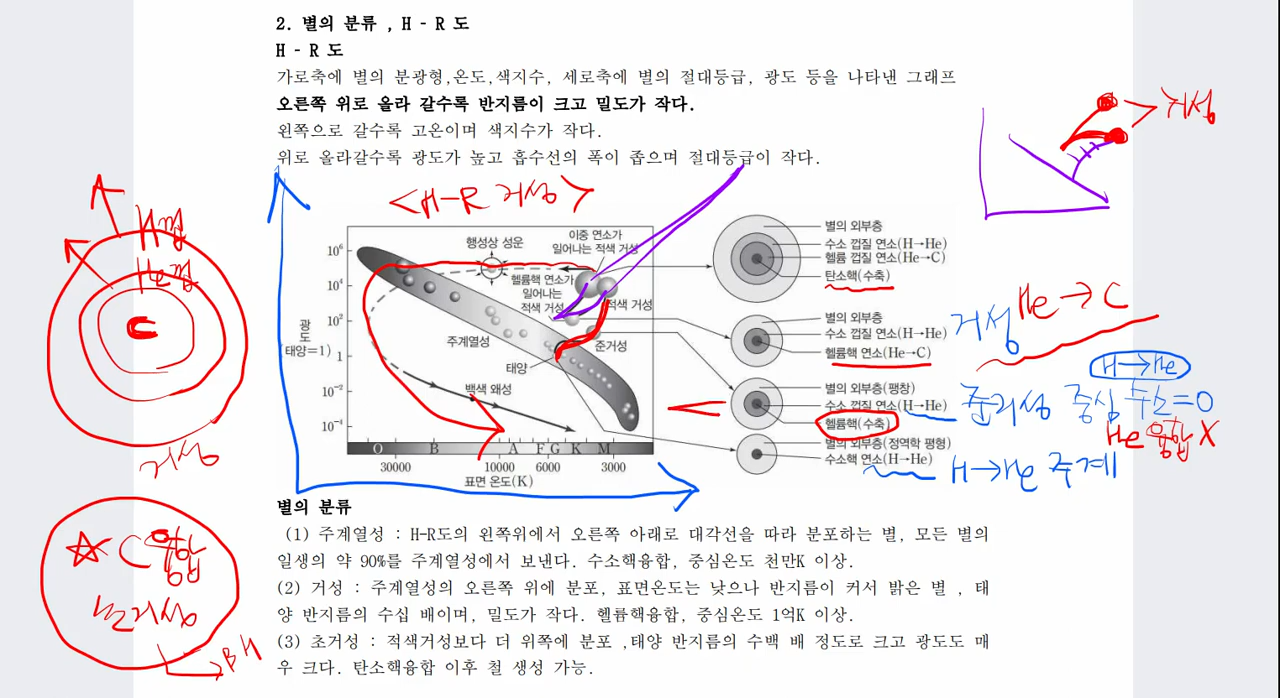 2. 별의 분류 , H - R 도
H - R 도
가로축에 별의 분광형,온도,색지수, 세로축에 별의 절대등급, 광도 등을 나타낸 그래프
오른쪽 위로 올라 갈수록 반지름이 크고 밀도가 작다.
왼쪽으로 갈수록 고온이며 색지수가 작다.
위로 올라갈수록 광도가 높고 흡수선의 폭이 좁으며 절대등급이 작다.
거성
<H-R 거성>
H껍
He껍
C
거성
10⁶
10⁴
10²
1
10⁻²
10⁻⁴
광도
(태양=1)
행성상 성운
이중 연소가
일어나는 적색 거성
헬륨핵 연소가
일어나는
적색 거성
적색 거성
주계열성
준거성
태양
백색 왜성
O B A F G K M
30000 10000 6000 3000
표면 온도(K)
별의 외부층
수소 껍질 연소(H→He)
헬륨 껍질 연소(He→C)
탄소핵(수축)
별의 외부층
수소 껍질 연소(H→He)
헬륨핵 연소(He→C)
별의 외부층(팽창)
수소 껍질 연소(H→He)
헬륨핵(수축)
별의 외부층(정역학 평형)
수소핵 연소(H→He)
거성 He→C
H→He
준거성 중심 수소=0
He 융합 X
H→He 주계
☆ C융합
초거성
→BH
별의 분류
(1) 주계열성 : H-R도의 왼쪽위에서 오른쪽 아래로 대각선을 따라 분포하는 별, 모든 별의
일생의 약 90%를 주계열성에서 보낸다. 수소핵융합, 중심온도 천만K 이상.
(2) 거성 : 주계열성의 오른쪽 위에 분포, 표면온도는 낮으나 반지름이 커서 밝은 별 , 태
양 반지름의 수십 배이며, 밀도가 작다. 헬륨핵융합, 중심온도 1억K 이상.
(3) 초거성 : 적색거성보다 더 위쪽에 분포 ,태양 반지름의 수백 배 정도로 크고 광도도 매
우 크다. 탄소핵융합 이후 철 생성 가능.